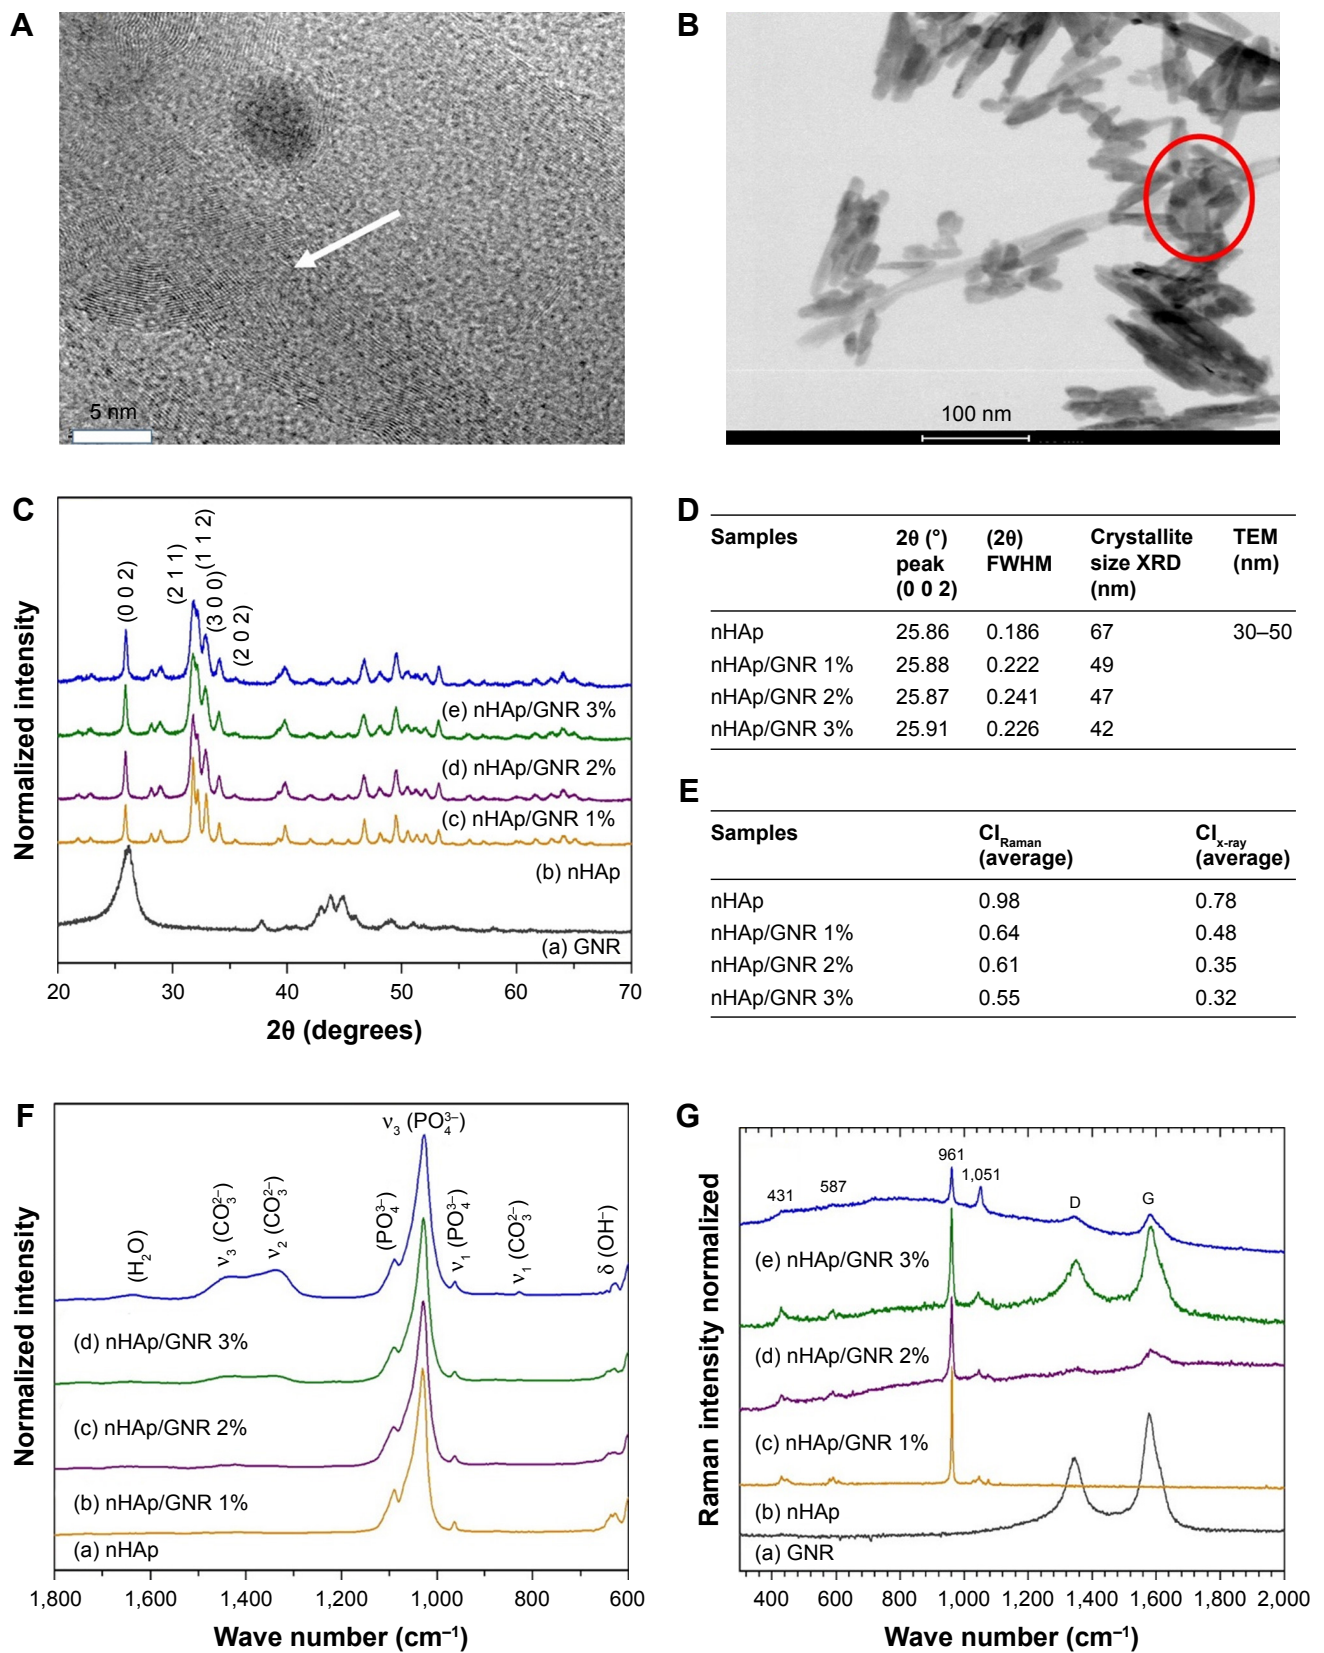 A
5 nm
B
100 nm
C
Normalized intensity
(0 0 2)
(2 1 1)
(1 1 2)
(3 0 0)
(2 0 2)
(e) nHAp/GNR 3%
(d) nHAp/GNR 2%
(c) nHAp/GNR 1%
(b) nHAp
(a) GNR
20 30 40 50 60 70
2θ (degrees)
D
Samples 2θ (°) peak (0 0 2) (2θ) FWHM Crystallite size XRD (nm) TEM (nm)
nHAp 25.86 0.186 67 30–50
nHAp/GNR 1% 25.88 0.222 49
nHAp/GNR 2% 25.87 0.241 47
nHAp/GNR 3% 25.91 0.226 42
E
Samples CI_Raman (average) CI_x-ray (average)
nHAp 0.98 0.78
nHAp/GNR 1% 0.64 0.48
nHAp/GNR 2% 0.61 0.35
nHAp/GNR 3% 0.55 0.32
F
Normalized intensity
(H₂O)
ν₃ (CO₃²⁻)
ν₂ (CO₃²⁻)
(PO₄³⁻)
ν₃ (PO₄³⁻)
ν₁ (PO₄³⁻)
ν₁ (CO₃²⁻)
δ (OH⁻)
(d) nHAp/GNR 3%
(c) nHAp/GNR 2%
(b) nHAp/GNR 1%
(a) nHAp
1,800 1,600 1,400 1,200 1,000 800 600
Wave number (cm⁻¹)
G
Raman intensity normalized
431
587
961
1,051
D
G
(e) nHAp/GNR 3%
(d) nHAp/GNR 2%
(c) nHAp/GNR 1%
(b) nHAp
(a) GNR
400 600 800 1,000 1,200 1,400 1,600 1,800 2,000
Wave number (cm⁻¹)